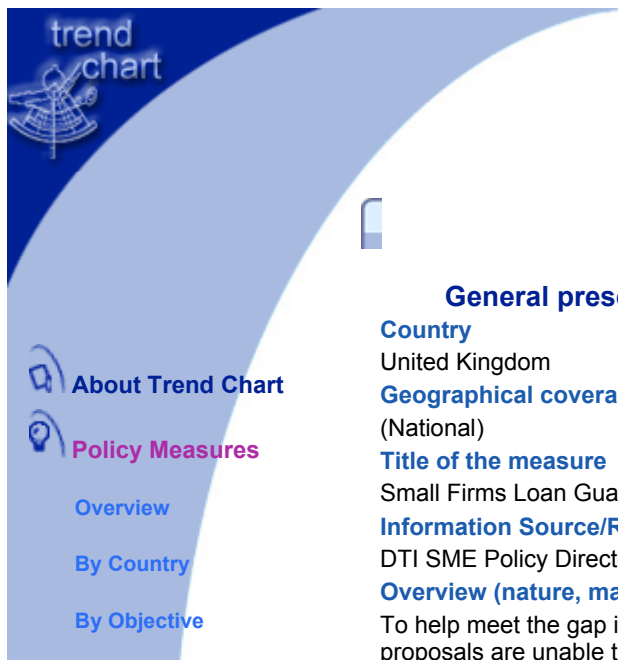 trend
chart
About Trend Chart
Policy Measures
Overview
By Country
By Objective
General pres
Country
United Kingdom
Geographical covera
(National)
Title of the measure
Small Firms Loan Gua
Information Source/R
DTI SME Policy Direct
Overview (nature, ma
To help meet the gap i
proposals are unable t